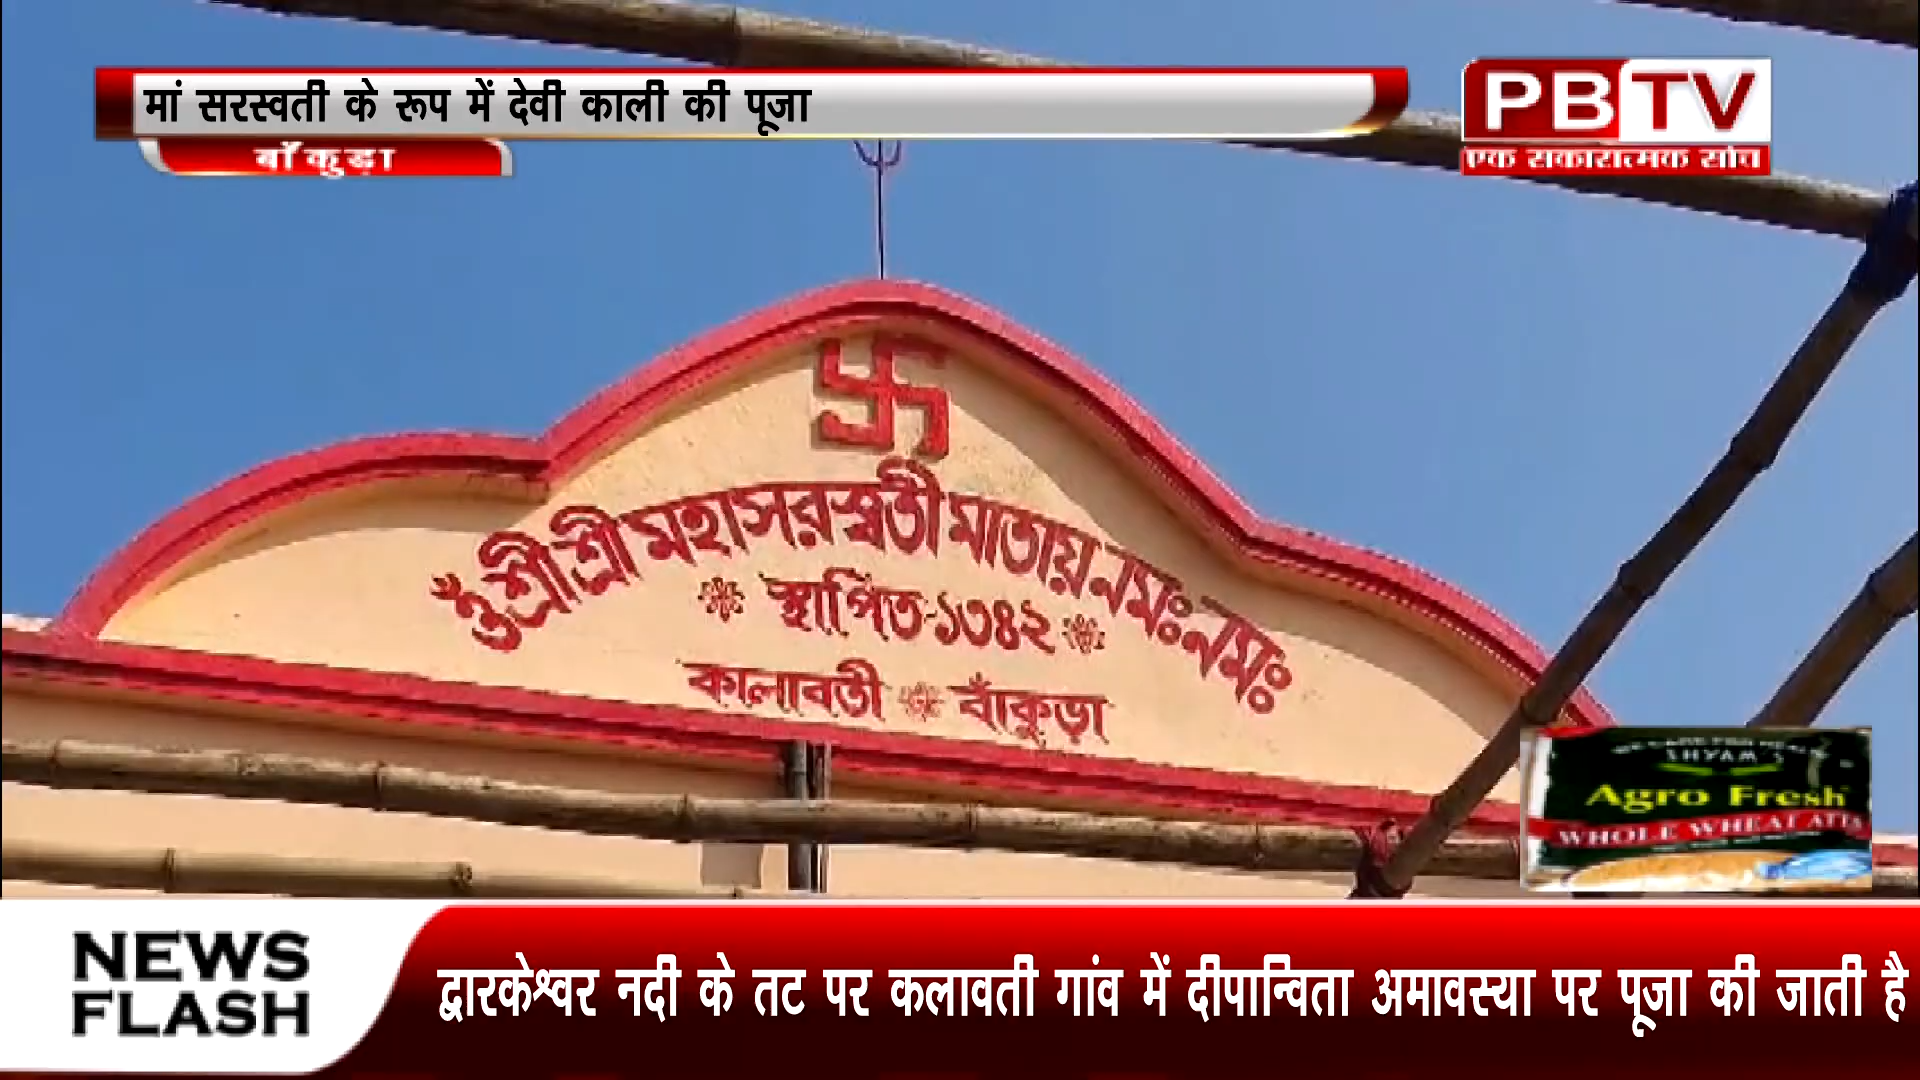 मां सरस्वती के रूप में देवी काली की पूजा
बाँकुड़ा
PBTV
एक सकारात्मक सोच
ওঁ শ্রীশ্রী মহাসরস্বতী মাতায় নমঃ নমঃ
স্থাপিত-১৩৪২
কালাবতী বাঁকুড়া
SHYAM'S
Agro Fresh
WHOLE WHEAT ATTA
NEWS FLASH
द्वारकेश्वर नदी के तट पर कलावती गांव में दीपान्विता अमावस्या पर पूजा की जाती है